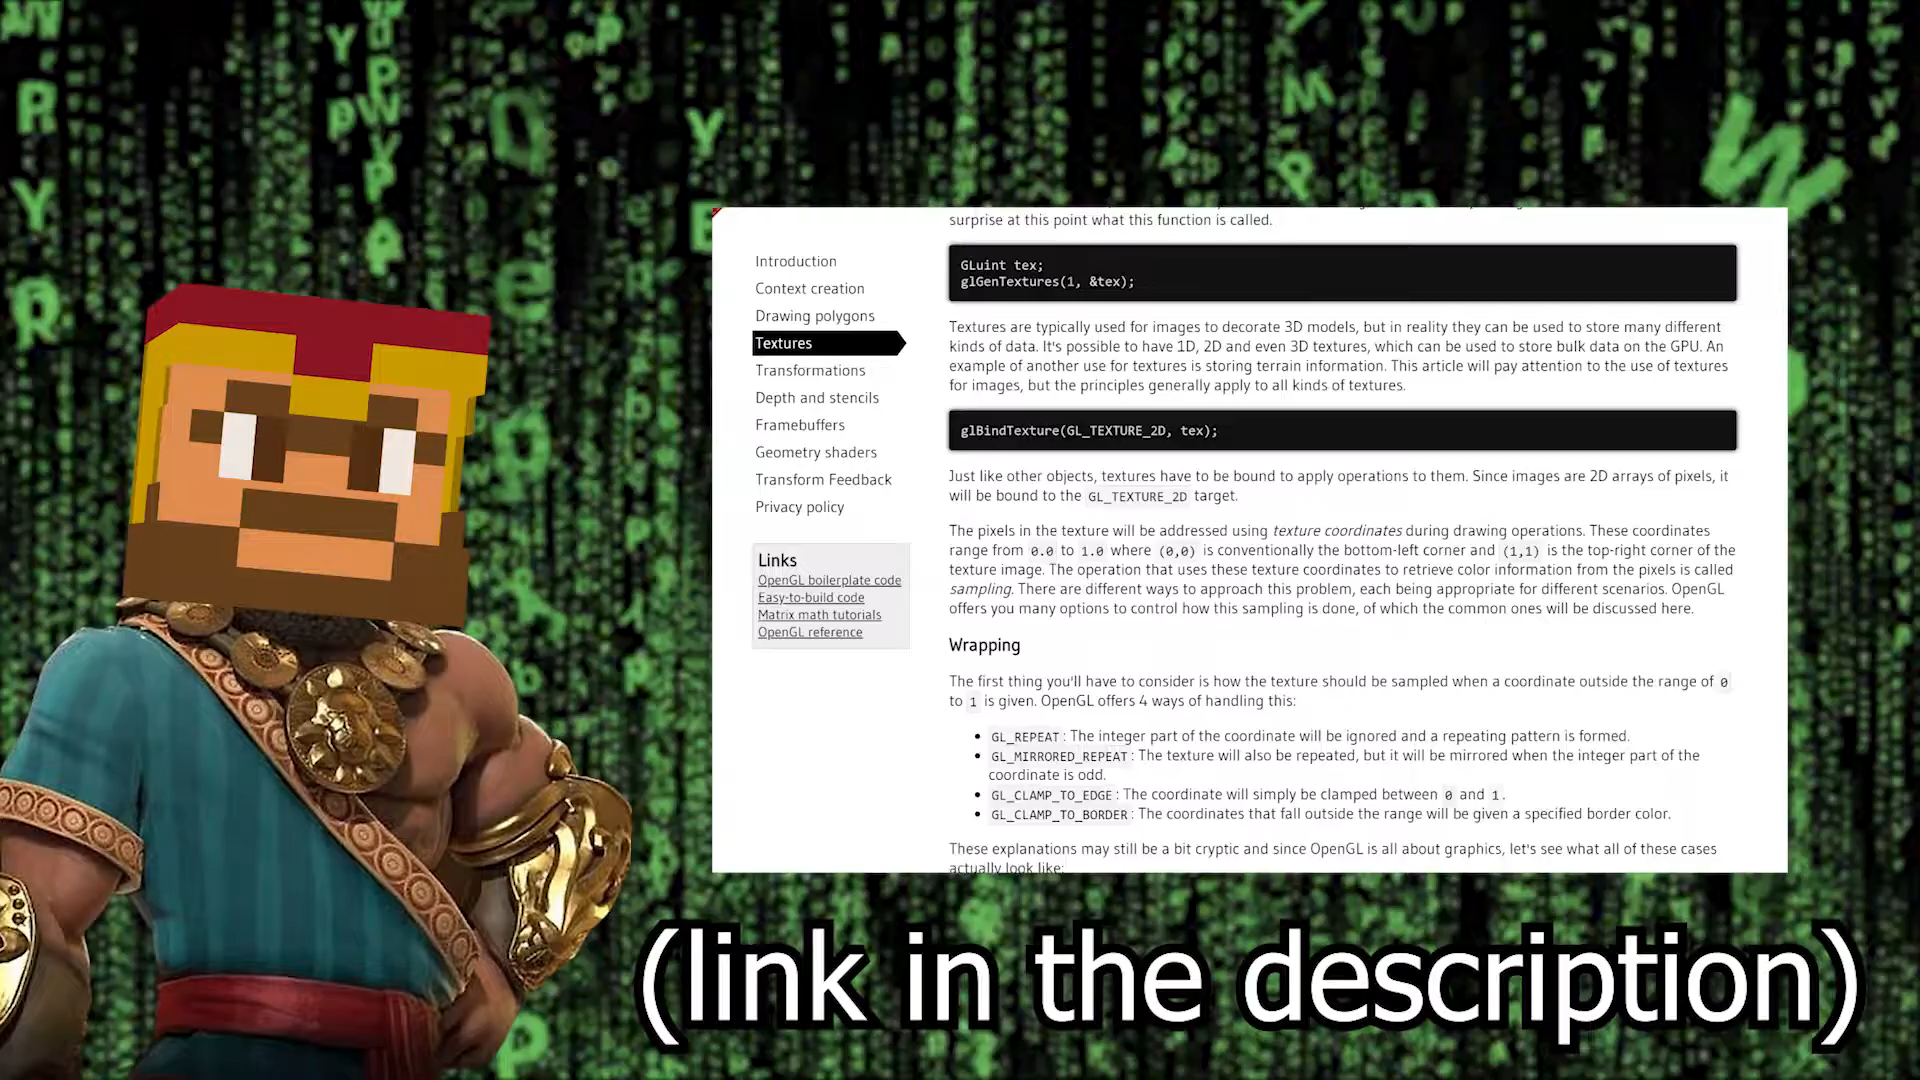 surprise at this point what this function is called.
GLuint tex;
glGenTextures(1, &tex);
Textures are typically used for images to decorate 3D models, but in reality they can be used to store many different
kinds of data. It's possible to have 1D, 2D and even 3D textures, which can be used to store bulk data on the GPU. An
example of another use for textures is storing terrain information. This article will pay attention to the use of textures
for images, but the principles generally apply to all kinds of textures.
glBindTexture(GL_TEXTURE_2D, tex);
Just like other objects, textures have to be bound to apply operations to them. Since images are 2D arrays of pixels, it
will be bound to the GL_TEXTURE_2D target.
The pixels in the texture will be addressed using texture coordinates during drawing operations. These coordinates
range from 0.0 to 1.0 where (0,0) is conventionally the bottom-left corner and (1,1) is the top-right corner of the
texture image. The operation that uses these texture coordinates to retrieve color information from the pixels is called
sampling. There are different ways to approach this problem, each being appropriate for different scenarios. OpenGL
offers you many options to control how this sampling is done, of which the common ones will be discussed here.
Wrapping
The first thing you'll have to consider is how the texture should be sampled when a coordinate outside the range of 0
to 1 is given. OpenGL offers 4 ways of handling this:
GL_REPEAT: The integer part of the coordinate will be ignored and a repeating pattern is formed.
GL_MIRRORED_REPEAT: The texture will also be repeated, but it will be mirrored when the integer part of the
coordinate is odd.
GL_CLAMP_TO_EDGE: The coordinate will simply be clamped between 0 and 1.
GL_CLAMP_TO_BORDER: The coordinates that fall outside the range will be given a specified border color.
These explanations may still be a bit cryptic and since OpenGL is all about graphics, let's see what all of these cases
actually look like:
Introduction
Context creation
Drawing polygons
Textures
Transformations
Depth and stencils
Framebuffers
Geometry shaders
Transform Feedback
Privacy policy
Links
OpenGL boilerplate code
Easy-to-build code
Matrix math tutorials
OpenGL reference
(link in the description)